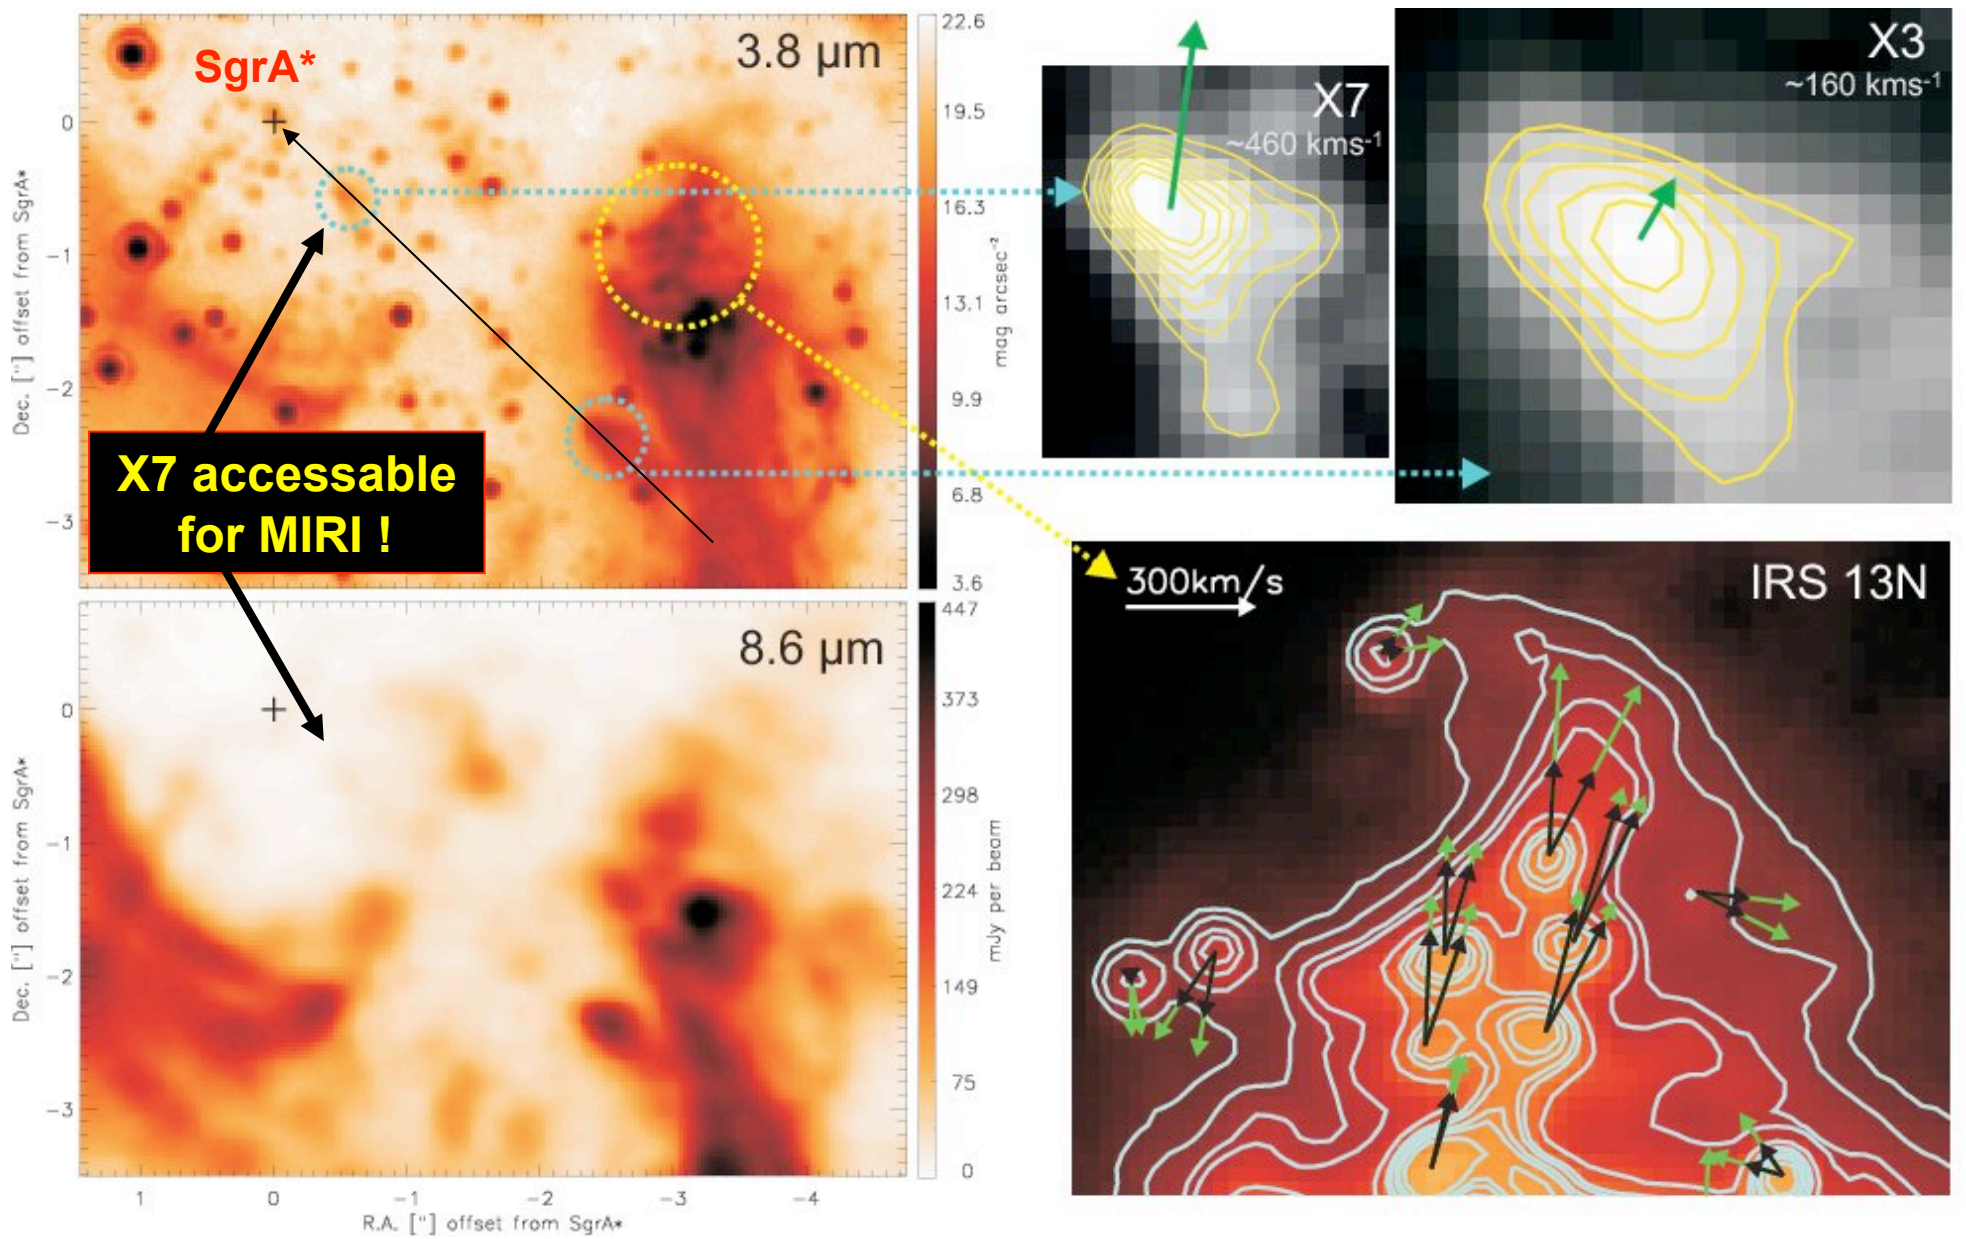 SgrA*
3.8 µm
0
−1
−2
−3
Dec. ["] offset from SgrA*
22.6
19.5
16.3
13.1
9.9
6.8
3.6
mag arcsec⁻²
X7 accessable
for MIRI !
8.6 µm
0
−1
−2
−3
Dec. ["] offset from SgrA*
447
373
298
224
149
75
0
mJy per beam
1
0
−1
−2
−3
−4
R.A. ["] offset from SgrA*
X7
~460 kms⁻¹
X3
~160 kms⁻¹
300km/s
IRS 13N